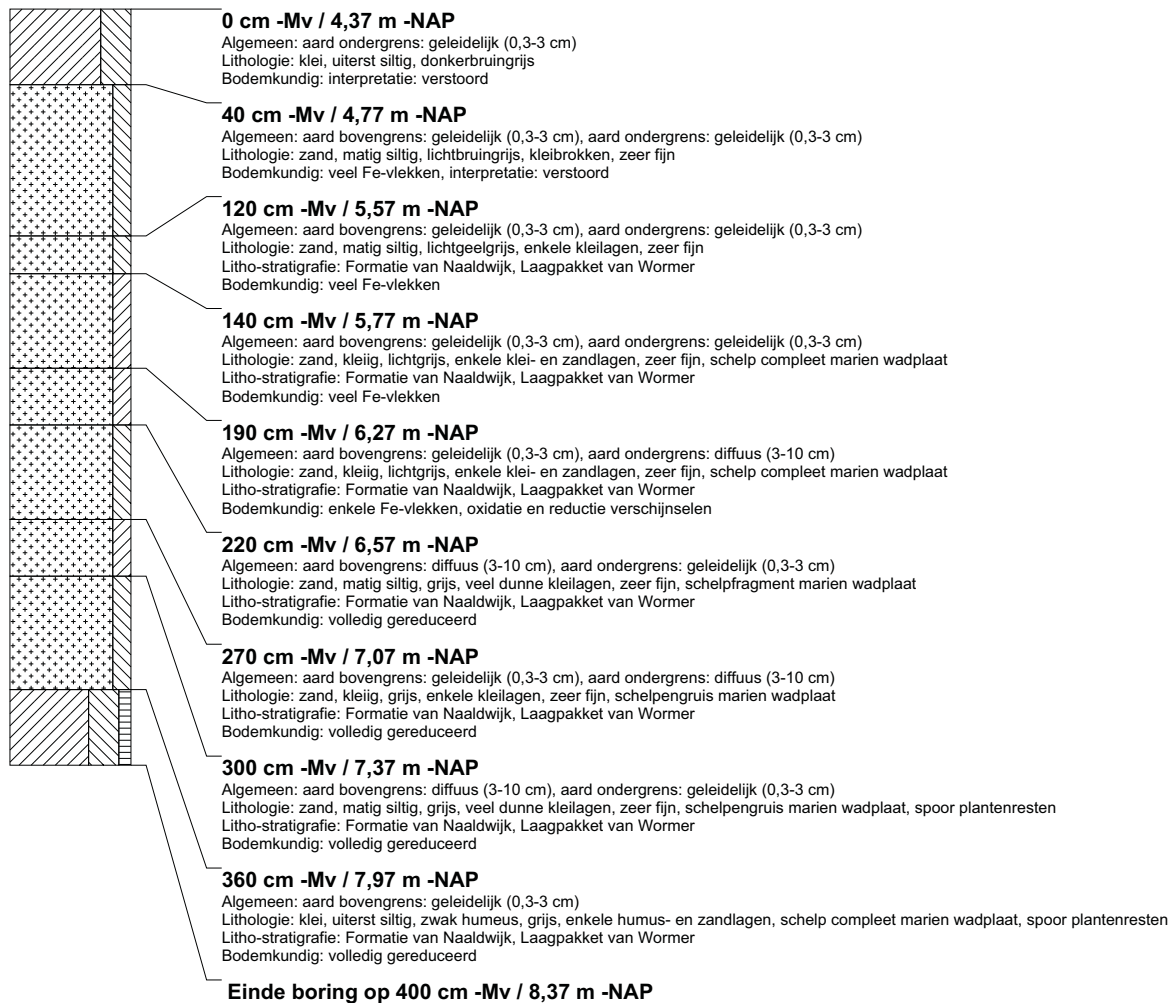 0 cm -Mv / 4,37 m -NAP
Algemeen: aard ondergrens: geleidelijk (0,3-3 cm)
Lithologie: klei, uiterst siltig, donkerbruingrijs
Bodemkundig: interpretatie: verstoord
40 cm -Mv / 4,77 m -NAP
Algemeen: aard bovengrens: geleidelijk (0,3-3 cm), aard ondergrens: geleidelijk (0,3-3 cm)
Lithologie: zand, matig siltig, lichtbruingrijs, kleibrokken, zeer fijn
Bodemkundig: veel Fe-vlekken, interpretatie: verstoord
120 cm -Mv / 5,57 m -NAP
Algemeen: aard bovengrens: geleidelijk (0,3-3 cm), aard ondergrens: geleidelijk (0,3-3 cm)
Lithologie: zand, matig siltig, lichtgeelgrijs, enkele kleilagen, zeer fijn
Litho-stratigrafie: Formatie van Naaldwijk, Laagpakket van Wormer
Bodemkundig: veel Fe-vlekken
140 cm -Mv / 5,77 m -NAP
Algemeen: aard bovengrens: geleidelijk (0,3-3 cm), aard ondergrens: geleidelijk (0,3-3 cm)
Lithologie: zand, kleiig, lichtgrijs, enkele klei- en zandlagen, zeer fijn, schelp compleet marien wadplaat
Litho-stratigrafie: Formatie van Naaldwijk, Laagpakket van Wormer
Bodemkundig: veel Fe-vlekken
190 cm -Mv / 6,27 m -NAP
Algemeen: aard bovengrens: geleidelijk (0,3-3 cm), aard ondergrens: diffuus (3-10 cm)
Lithologie: zand, kleiig, lichtgrijs, enkele klei- en zandlagen, zeer fijn, schelp compleet marien wadplaat
Litho-stratigrafie: Formatie van Naaldwijk, Laagpakket van Wormer
Bodemkundig: enkele Fe-vlekken, oxidatie en reductie verschijnselen
220 cm -Mv / 6,57 m -NAP
Algemeen: aard bovengrens: diffuus (3-10 cm), aard ondergrens: geleidelijk (0,3-3 cm)
Lithologie: zand, matig siltig, grijs, veel dunne kleilagen, zeer fijn, schelpfragment marien wadplaat
Litho-stratigrafie: Formatie van Naaldwijk, Laagpakket van Wormer
Bodemkundig: volledig gereduceerd
270 cm -Mv / 7,07 m -NAP
Algemeen: aard bovengrens: geleidelijk (0,3-3 cm), aard ondergrens: diffuus (3-10 cm)
Lithologie: zand, kleiig, grijs, enkele kleilagen, zeer fijn, schelpengruis marien wadplaat
Litho-stratigrafie: Formatie van Naaldwijk, Laagpakket van Wormer
Bodemkundig: volledig gereduceerd
300 cm -Mv / 7,37 m -NAP
Algemeen: aard bovengrens: diffuus (3-10 cm), aard ondergrens: geleidelijk (0,3-3 cm)
Lithologie: zand, matig siltig, grijs, veel dunne kleilagen, zeer fijn, schelpengruis marien wadplaat, spoor plantenresten
Litho-stratigrafie: Formatie van Naaldwijk, Laagpakket van Wormer
Bodemkundig: volledig gereduceerd
360 cm -Mv / 7,97 m -NAP
Algemeen: aard bovengrens: geleidelijk (0,3-3 cm)
Lithologie: klei, uiterst siltig, zwak humeus, grijs, enkele humus- en zandlagen, schelp compleet marien wadplaat, spoor plantenresten
Litho-stratigrafie: Formatie van Naaldwijk, Laagpakket van Wormer
Bodemkundig: volledig gereduceerd
Einde boring op 400 cm -Mv / 8,37 m -NAP